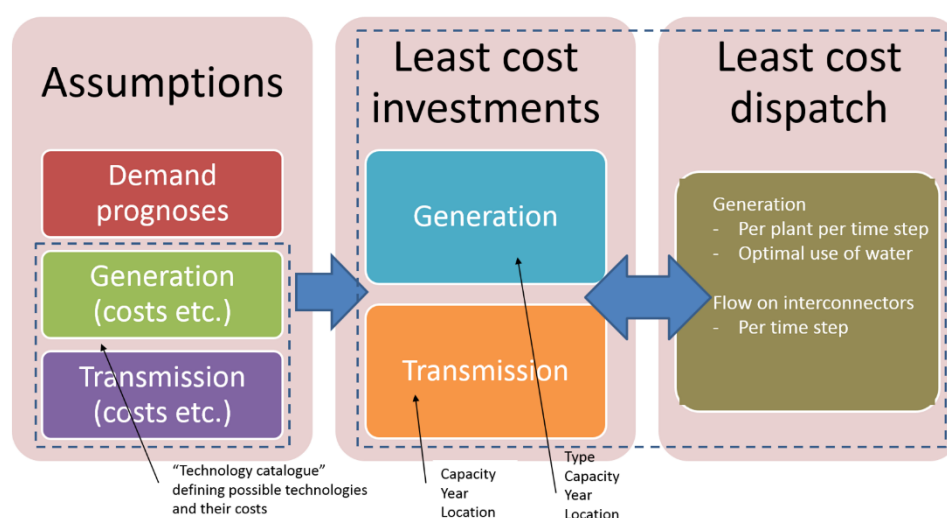 Assumptions
Demand
prognoses
Generation
(costs etc.)
Transmission
(costs etc.)
"Technology catalogue"
defining possible technologies
and their costs
Least cost
investments
Generation
Transmission
Capacity
Year
Location
Type
Capacity
Year
Location
Least cost
dispatch
Generation
- Per plant per time step
- Optimal use of water
Flow on interconnectors
- Per time step